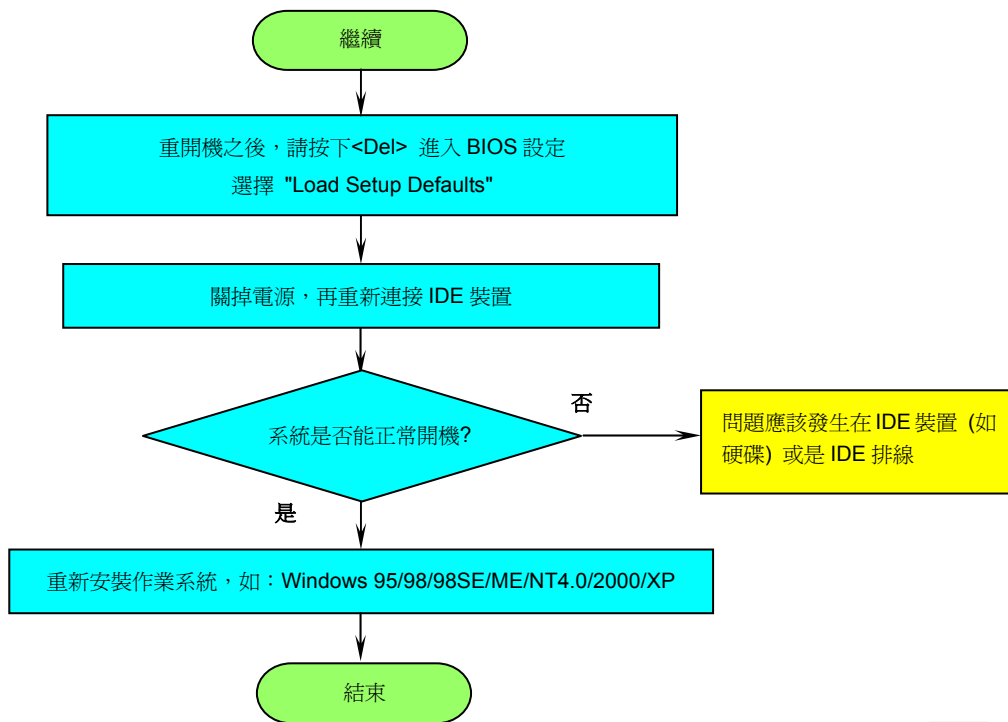 繼續
重開機之後，請按下<Del> 進入 BIOS 設定
選擇 "Load Setup Defaults"
關掉電源，再重新連接 IDE 裝置
系統是否能正常開機?
否
問題應該發生在 IDE 裝置 (如
硬碟) 或是 IDE 排線
是
重新安裝作業系統，如：Windows 95/98/98SE/ME/NT4.0/2000/XP
結束